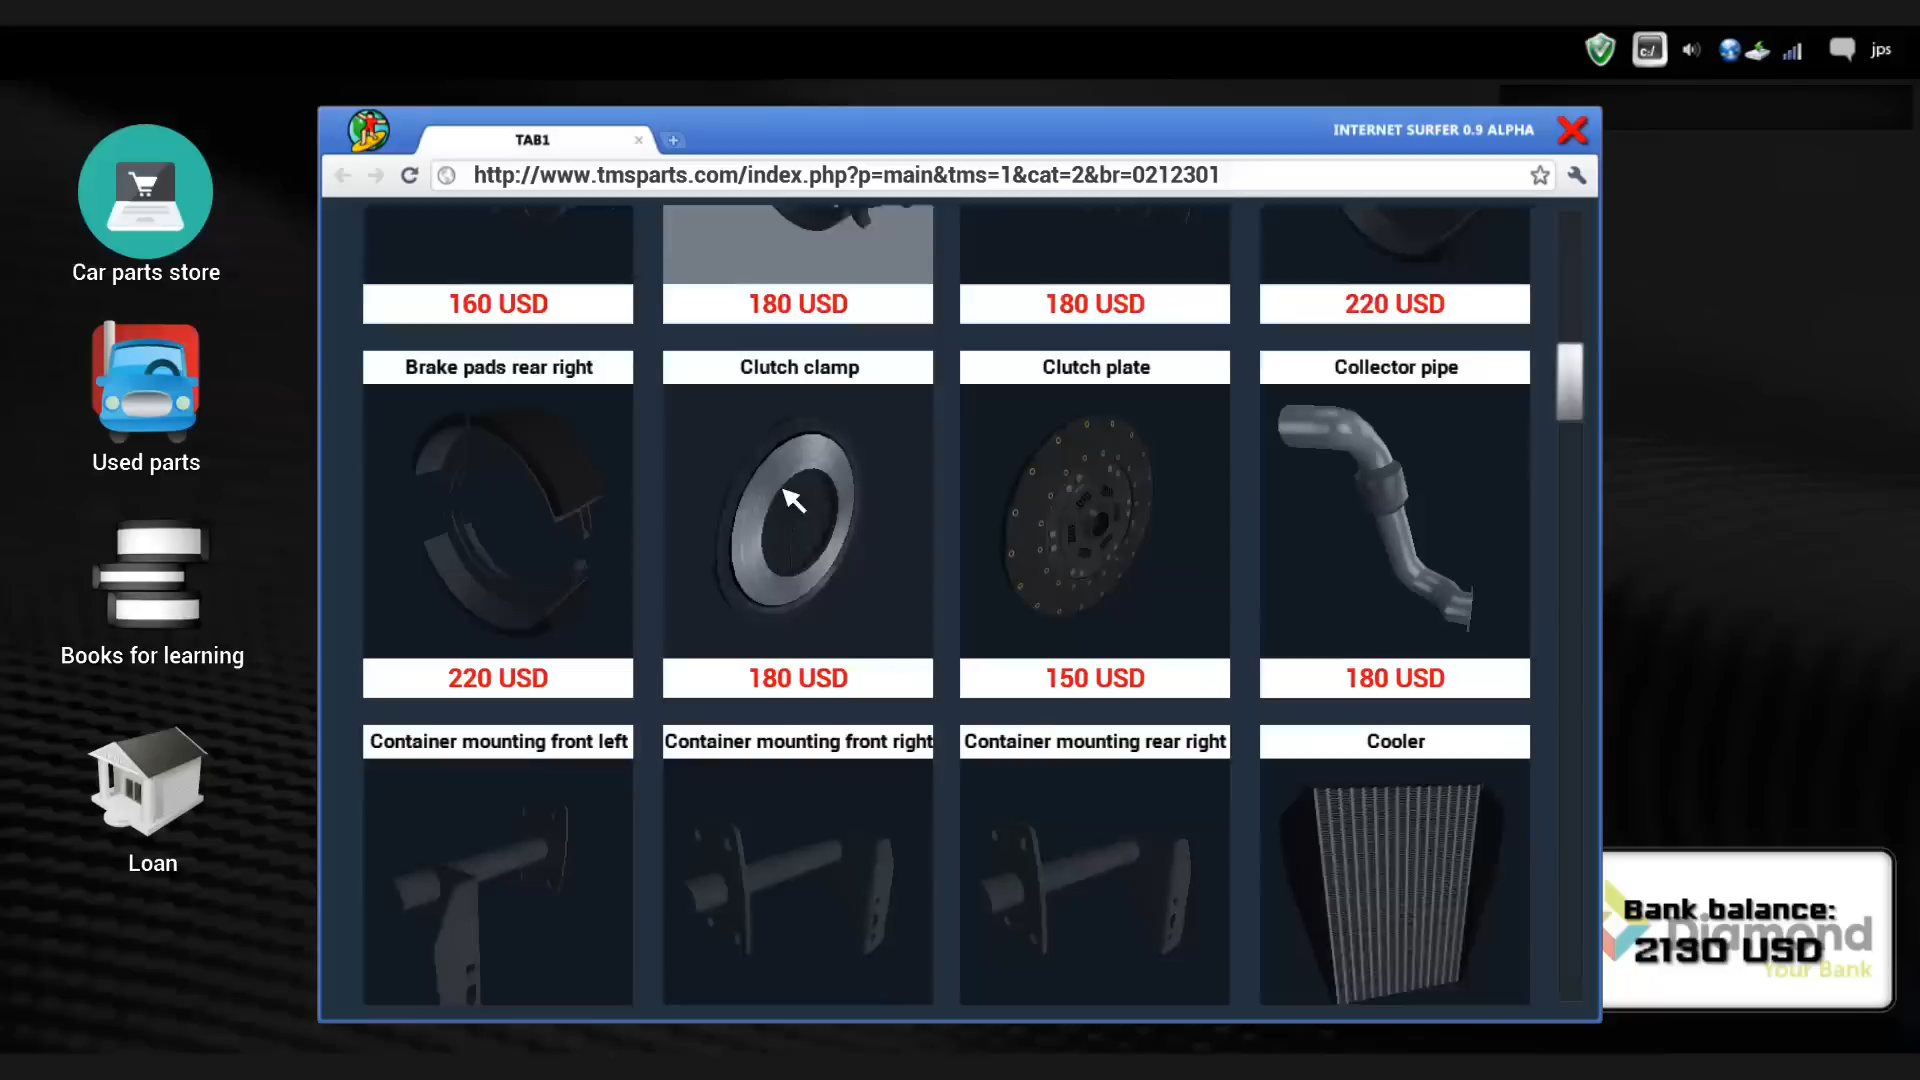 jps
TAB1
INTERNET SURFER 0.9 ALPHA
http://www.tmsparts.com/index.php?p=main&tms=1&cat=2&br=0212301
Car parts store
Used parts
Books for learning
Loan
160 USD
180 USD
180 USD
220 USD
Brake pads rear right
Clutch clamp
Clutch plate
Collector pipe
220 USD
180 USD
150 USD
180 USD
Container mounting front left
Container mounting front right
Container mounting rear right
Cooler
Bank balance:
2130 USD
Diamond
Your Bank
c:/